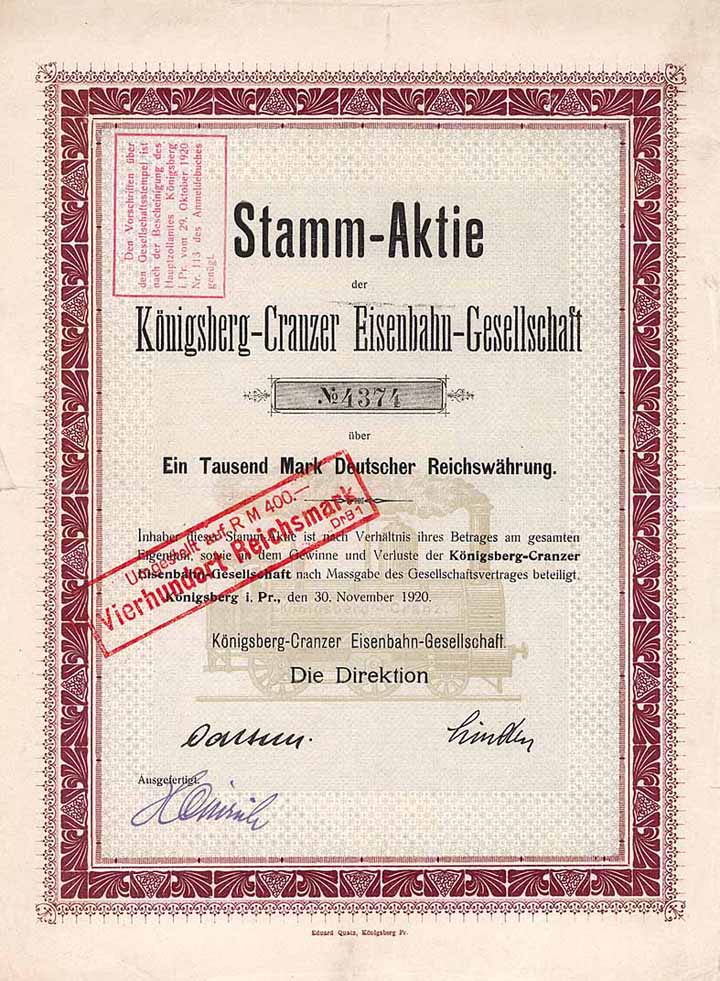 Den Vorschriften über
den Gesellschaftsstempel ist
nach der Bescheinigung des
Hauptzollamtes Königsberg
i. Pr. vom 29. Oktober 1920
Nr. 113 des Anmeldebuches
genügt.
Stamm-Aktie
der
Königsberg-Cranzer Eisenbahn-Gesellschaft
№ 4374
über
Ein Tausend Mark Deutscher Reichswährung.
Umgestellt auf R M 400.—
Vierhundert Reichsmark
DrB1
Inhaber dieser Stamm-Aktie ist nach Verhältnis ihres Betrages am gesamten
Eigentum, sowie an dem Gewinne und Verluste der Königsberg-Cranzer
Eisenbahn-Gesellschaft nach Massgabe des Gesellschaftsvertrages beteiligt.
Königsberg i. Pr., den 30. November 1920.
Königsberg-Cranz
Königsberg-Cranzer Eisenbahn-Gesellschaft.
Die Direktion
Ausgefertigt:
Eduard Quatz, Königsberg Pr.